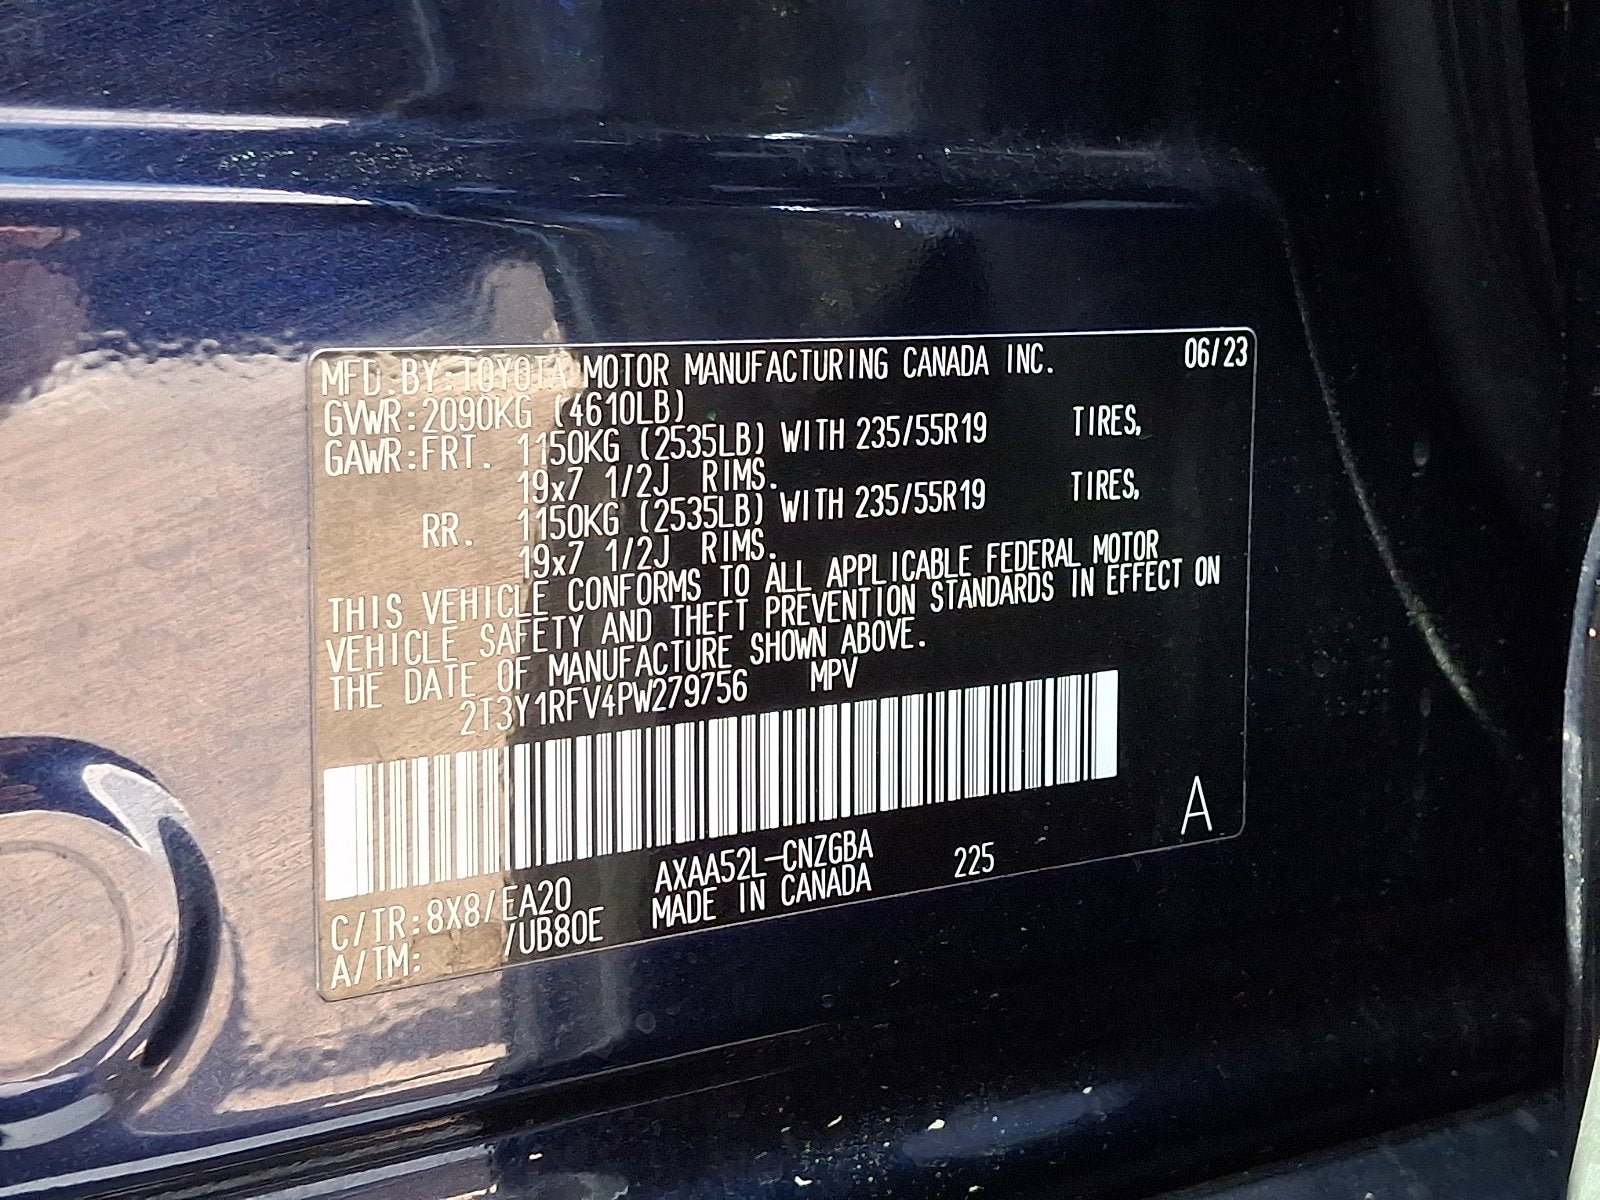 MFD.BY:TOYOTA MOTOR MANUFACTURING CANADA INC. 06/23
GVWR:2090KG (4610LB)
GAWR:FRT. 1150KG (2535LB) WITH 235/55R19 TIRES,
19x7 1/2J RIMS.
RR. 1150KG (2535LB) WITH 235/55R19 TIRES,
19x7 1/2J RIMS.
THIS VEHICLE CONFORMS TO ALL APPLICABLE FEDERAL MOTOR
VEHICLE SAFETY AND THEFT PREVENTION STANDARDS IN EFFECT ON
THE DATE OF MANUFACTURE SHOWN ABOVE.
2T3Y1RFV4PW279756 MPV
A
C/TR:8X8/EA20 AXAA52L-CNZGBA 225
A/TM: /UB80E MADE IN CANADA